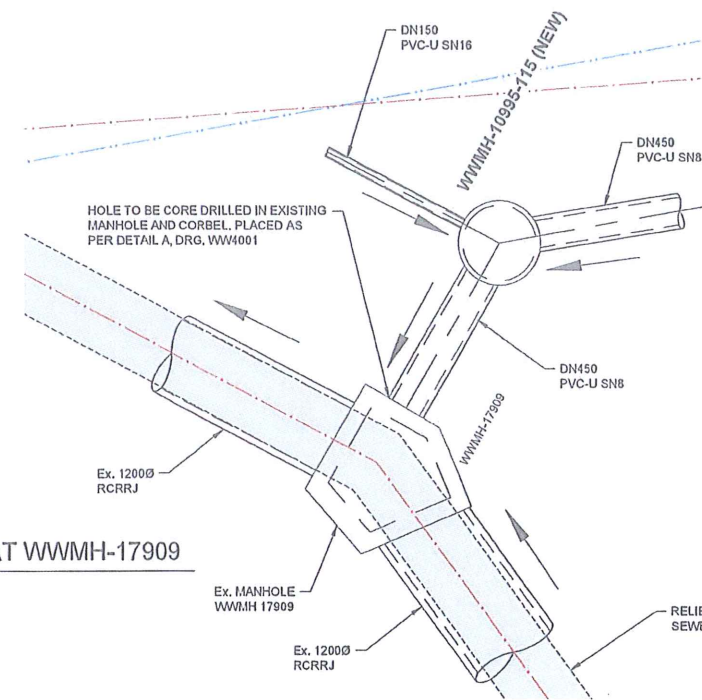 DN150
PVC-U SN16
WWMH-10995-115 (NEW)
DN450
PVC-U SN8
HOLE TO BE CORE DRILLED IN EXISTING
MANHOLE AND CORBEL. PLACED AS
PER DETAIL A, DRG. WW4001
DN450
PVC-U SN8
WWMH-17909
Ex. 1200Ø
RCRRJ
AT WWMH-17909
Ex. MANHOLE
WWMH 17909
Ex. 1200Ø
RCRRJ